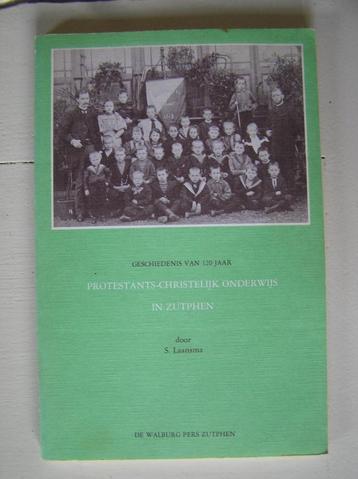 GESCHIEDENIS VAN 120 JAAR
PROTESTANTS-CHRISTELIJK ONDERWIJS
IN ZUTPHEN
door
S. Laansma
DE WALBURG PERS ZUTPHEN